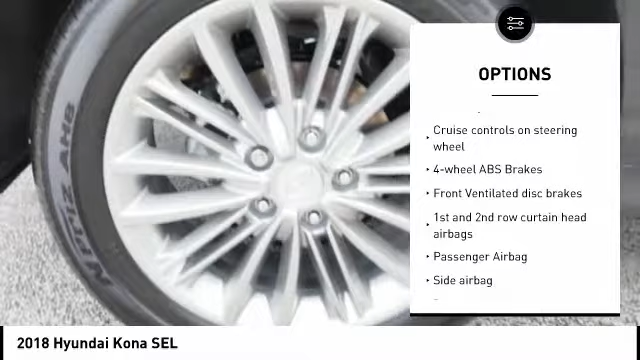 OPTIONS
Cruise controls on steering
wheel
4-wheel ABS Brakes
Front Ventilated disc brakes
1st and 2nd row curtain head
airbags
Passenger Airbag
Side airbag
2018 Hyundai Kona SEL